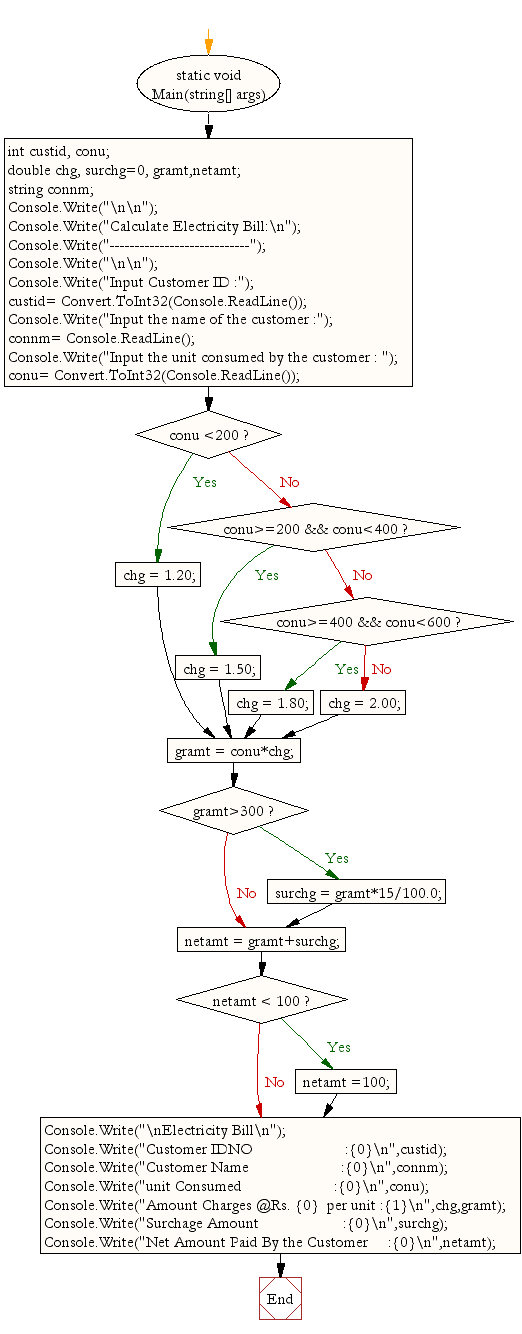 static void
Main(string[] args)
int custid, conu;
double chg, surchg=0, gramt,netamt;
string connm;
Console.Write("\n\n");
Console.Write("Calculate Electricity Bill:\n");
Console.Write("----------------------------");
Console.Write("\n\n");
Console.Write("Input Customer ID :");
custid= Convert.ToInt32(Console.ReadLine());
Console.Write("Input the name of the customer :");
connm= Console.ReadLine();
Console.Write("Input the unit consumed by the customer : ");
conu= Convert.ToInt32(Console.ReadLine());
conu <200 ?
Yes
No
conu>=200 && conu<400 ?
chg = 1.20;
Yes
No
conu>=400 && conu<600 ?
chg = 1.50;
Yes
No
chg = 1.80;
chg = 2.00;
gramt = conu*chg;
gramt>300 ?
Yes
No
surchg = gramt*15/100.0;
netamt = gramt+surchg;
netamt < 100 ?
Yes
No
netamt =100;
Console.Write("\nElectricity Bill\n");
Console.Write("Customer IDNO :{0}\n",custid);
Console.Write("Customer Name :{0}\n",connm);
Console.Write("unit Consumed :{0}\n",conu);
Console.Write("Amount Charges @Rs. {0} per unit :{1}\n",chg,gramt);
Console.Write("Surchage Amount :{0}\n",surchg);
Console.Write("Net Amount Paid By the Customer :{0}\n",netamt);
End